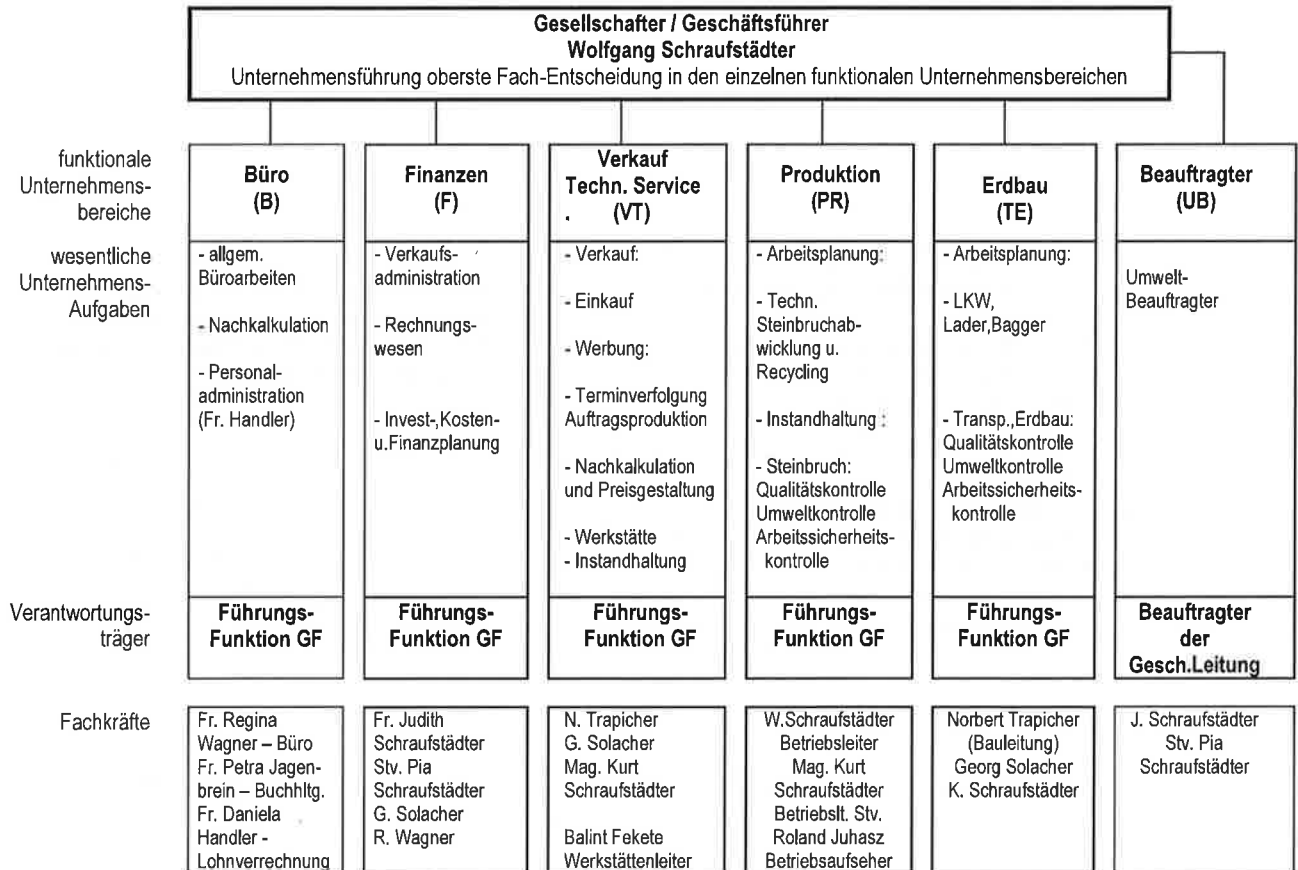 Gesellschafter / Geschäftsführer
Wolfgang Schraufstädter
Unternehmensführung oberste Fach-Entscheidung in den einzelnen funktionalen Unternehmensbereichen
funktionale
Unternehmens-
bereiche
Büro
(B)
Finanzen
(F)
Verkauf
Techn. Service
. (VT)
Produktion
(PR)
Erdbau
(TE)
Beauftragter
(UB)
wesentliche
Unternehmens-
Aufgaben
- allgem.
Büroarbeiten
- Nachkalkulation
- Personal-
administration
(Fr. Handler)
- Verkaufs-
administration
- Rechnungs-
wesen
- Invest-,Kosten-
u.Finanzplanung
- Verkauf:
- Einkauf
- Werbung:
- Terminverfolgung
Auftragsproduktion
- Nachkalkulation
und Preisgestaltung
- Werkstätte
- Instandhaltung
- Arbeitsplanung:
- Techn.
Steinbruchab-
wicklung u.
Recycling
- Instandhaltung :
- Steinbruch:
Qualitätskontrolle
Umweltkontrolle
Arbeitssicherheits-
kontrolle
- Arbeitsplanung:
- LKW,
Lader,Bagger
- Transp.,Erdbau:
Qualitätskontrolle
Umweltkontrolle
Arbeitssicherheits-
kontrolle
Umwelt-
Beauftragter
Verantwortungs-
träger
Führungs-
Funktion GF
Führungs-
Funktion GF
Führungs-
Funktion GF
Führungs-
Funktion GF
Führungs-
Funktion GF
Beauftragter
der
Gesch.Leitung
Fachkräfte
Fr. Regina
Wagner – Büro
Fr. Petra Jagen-
brein – Buchhltg.
Fr. Daniela
Handler -
Lohnverrechnung
Fr. Judith
Schraufstädter
Stv. Pia
Schraufstädter
G. Solacher
R. Wagner
N. Trapicher
G. Solacher
Mag. Kurt
Schraufstädter
Balint Fekete
Werkstättenleiter
W.Schraufstädter
Betriebsleiter
Mag. Kurt
Schraufstädter
Betriebslt. Stv.
Roland Juhasz
Betriebsaufseher
Norbert Trapicher
(Bauleitung)
Georg Solacher
K. Schraufstädter
J. Schraufstädter
Stv. Pia
Schraufstädter